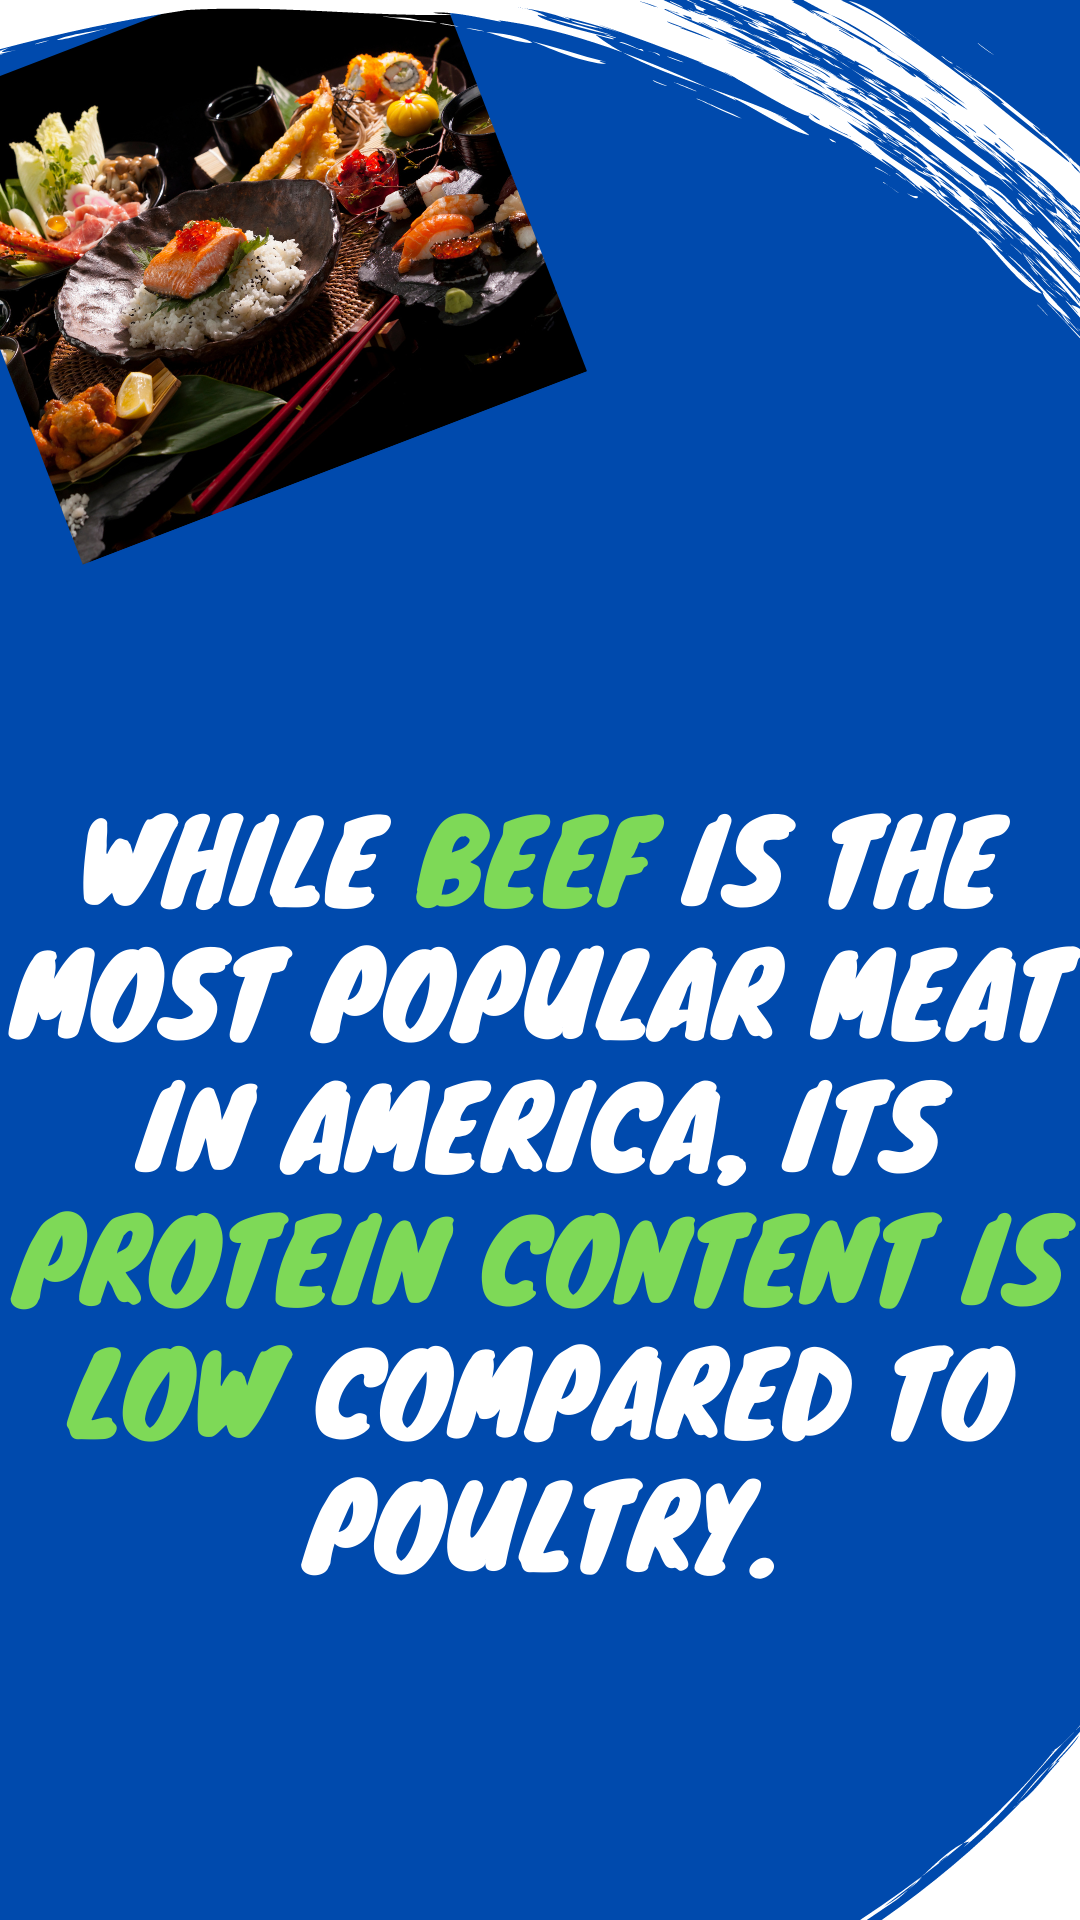 WHILE BEEF IS THE
MOST POPULAR MEAT
IN AMERICA, ITS
PROTEIN CONTENT IS
LOW COMPARED TO
POULTRY.